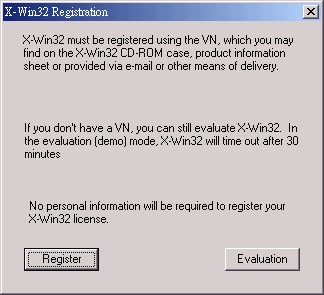 X-Win32 Registration
X-Win32 must be registered using the VN, which you may
find on the X-Win32 CD-ROM case, product information
sheet or provided via e-mail or other means of delivery.
If you don't have a VN, you can still evaluate X-Win32. In
the evaluation (demo) mode, X-Win32 will time out after 30
minutes
No personal information will be required to register your
X-Win32 license.
Register
Evaluation